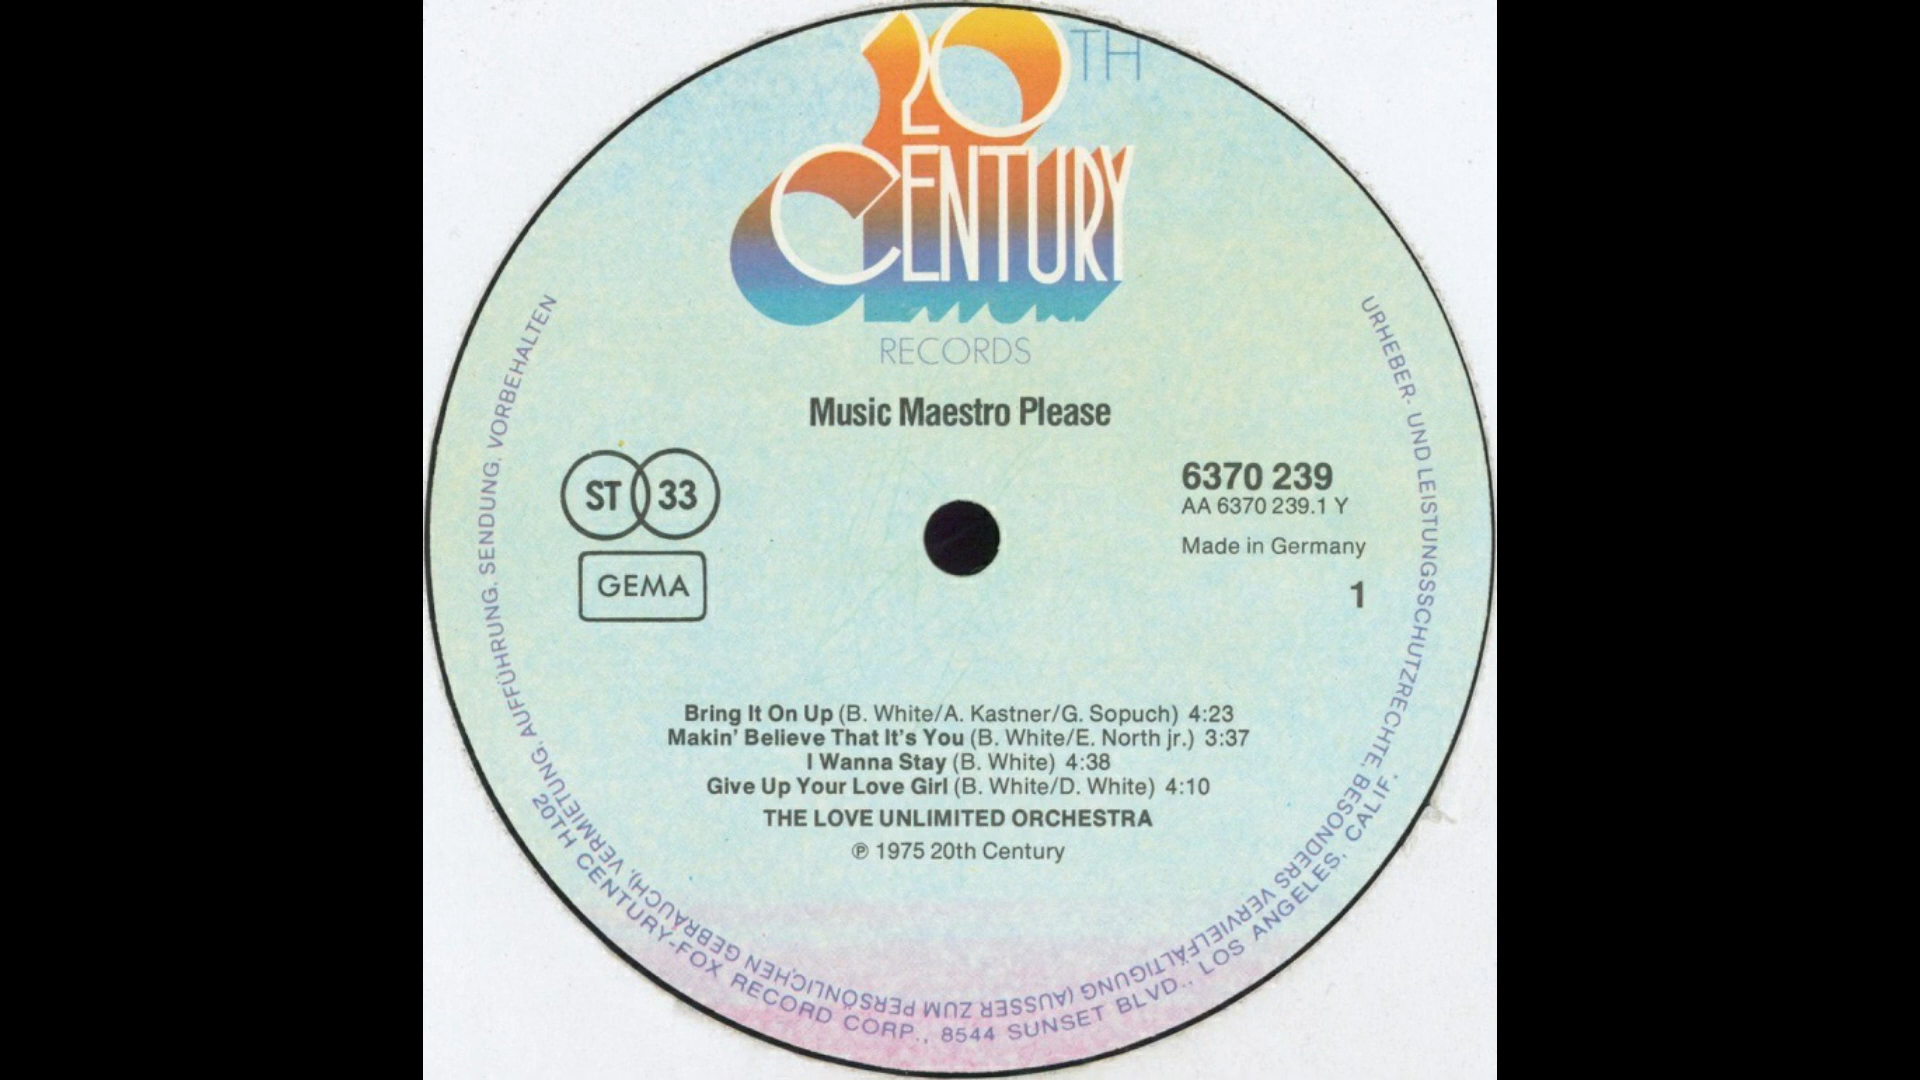 20TH
CENTURY
RECORDS
Music Maestro Please
ST 33
GEMA
6370 239
AA 6370 239.1 Y
Made in Germany
1
Bring It On Up (B. White/A. Kastner/G. Sopuch) 4:23
Makin' Believe That It's You (B. White/E. North jr.) 3:37
I Wanna Stay (B. White) 4:38
Give Up Your Love Girl (B. White/D. White) 4:10
THE LOVE UNLIMITED ORCHESTRA
℗ 1975 20th Century
URHEBER- UND LEISTUNGSSCHUTZRECHTE, BESONDERS VERVIELFÄLTIGUNG (AUSSER ZUM PERSÖNLICHEN GEBRAUCH), VERMIETUNG, AUFFÜHRUNG, SENDUNG, VORBEHALTEN
20TH CENTURY-FOX RECORD CORP., 8544 SUNSET BLVD., LOS ANGELES, CALIF.